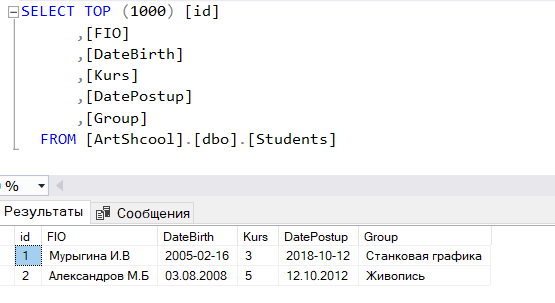 SELECT TOP (1000) [id]
,[FIO]
,[DateBirth]
,[Kurs]
,[DatePostup]
,[Group]
FROM [ArtShcool].[dbo].[Students]
%
Результаты Сообщения
id FIO DateBirth Kurs DatePostup Group
1 Мурыгина И.В 2005-02-16 3 2018-10-12 Станковая графика
2 Александров М.Б 03.08.2008 5 12.10.2012 Живопись